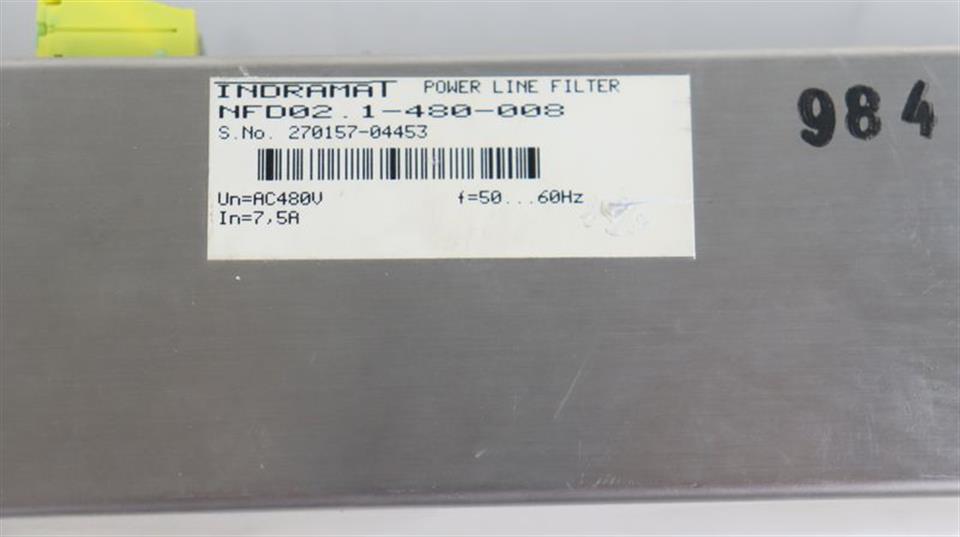 INDRAMAT POWER LINE FILTER
NFD02.1-480-008
S.No. 270157-04453
Un=AC480V f=50...60Hz
In=7,5A
984